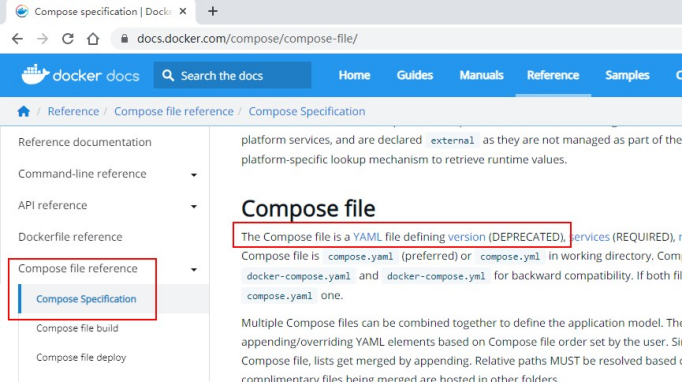 Compose specification | Docke
docs.docker.com/compose/compose-file/
docker docs
Search the docs
Home
Guides
Manuals
Reference
Samples
Reference / Compose file reference / Compose Specification
Reference documentation
Command-line reference
API reference
Dockerfile reference
Compose file reference
Compose Specification
Compose file build
Compose file deploy
platform services, and are declared external as they are not managed as part of the
platform-specific lookup mechanism to retrieve runtime values.
Compose file
The Compose file is a YAML file defining version (DEPRECATED), services (REQUIRED),
Compose file is compose.yaml (preferred) or compose.yml in working directory. Com
docker-compose.yaml and docker-compose.yml for backward compatibility. If both fil
compose.yaml one.
Multiple Compose files can be combined together to define the application model. The
appending/overriding YAML elements based on Compose file order set by the user. Si
Compose file, lists get merged by appending. Relative paths MUST be resolved based
complimentary files being merged are hosted in other folders.